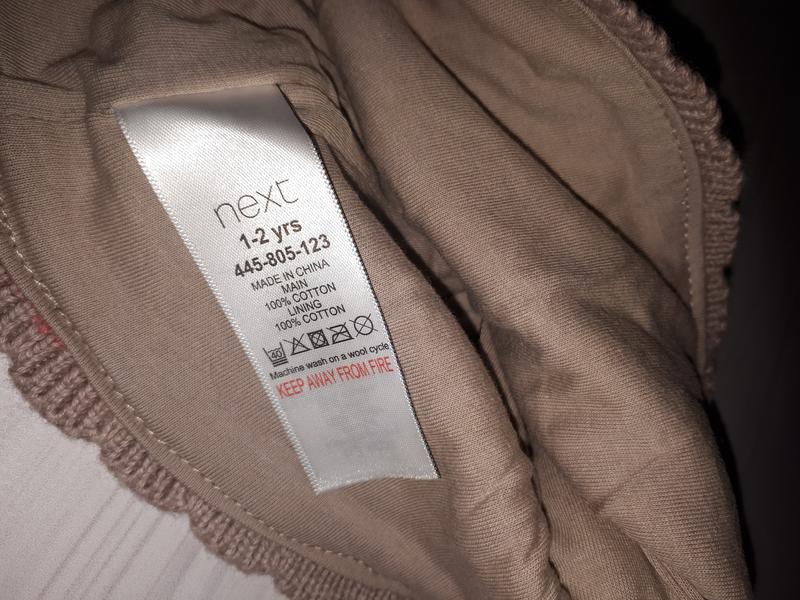 next
1-2 yrs
445-805-123
MADE IN CHINA
MAIN
100% COTTON
LINING
100% COTTON
40
Machine wash on a wool cycle
KEEP AWAY FROM FIRE